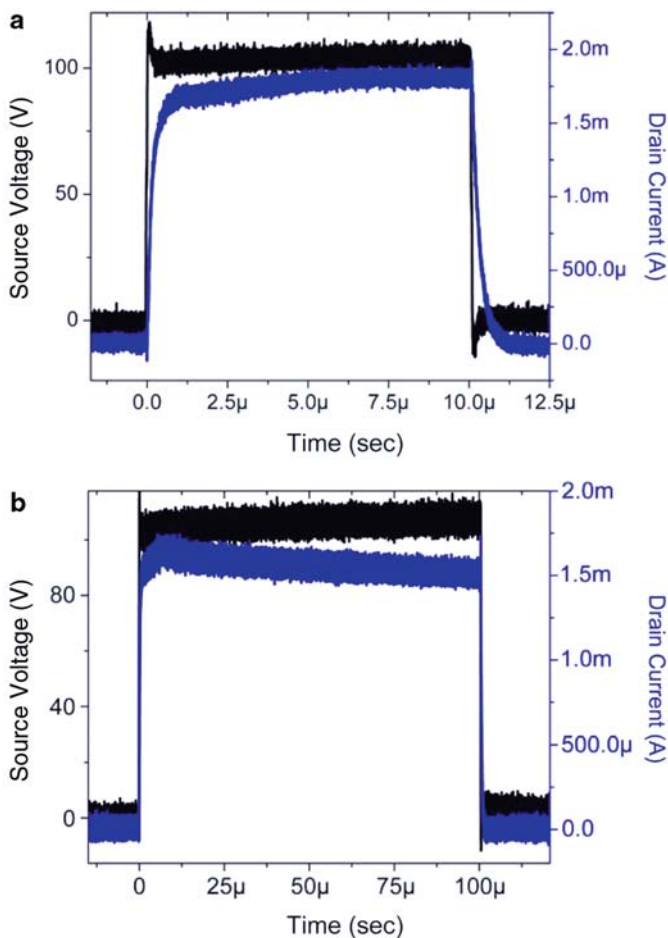 a
100
50
0
Source Voltage (V)
2.0m
1.5m
1.0m
500.0µ
0.0
Drain Current (A)
0.0 2.5µ 5.0µ 7.5µ 10.0µ 12.5µ
Time (sec)
b
80
40
0
Source Voltage (V)
2.0m
1.5m
1.0m
500.0µ
0.0
Drain Current (A)
0 25µ 50µ 75µ 100µ
Time (sec)